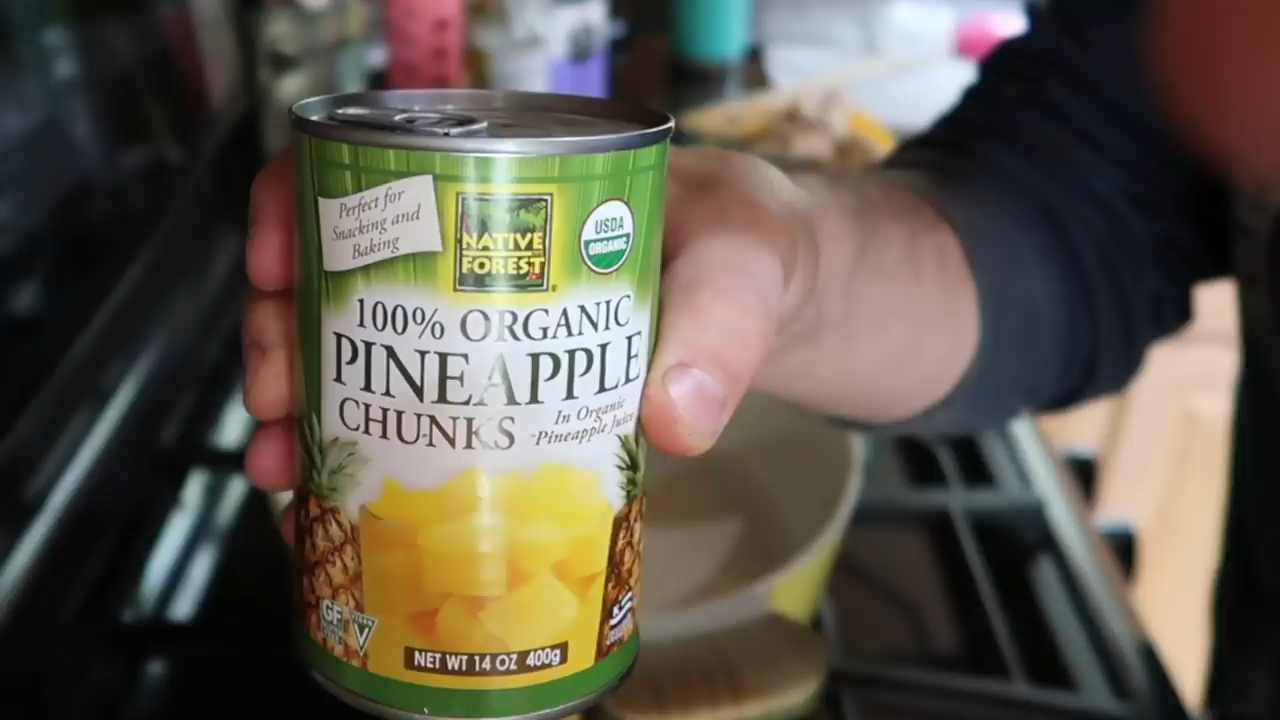 Perfect for
Snacking and
Baking
NATIVE
FOREST
USDA
ORGANIC
100% ORGANIC
PINEAPPLE
CHUNKS
In Organic
Pineapple Juice
GF
VEGAN
V
NET WT 14 OZ 400g